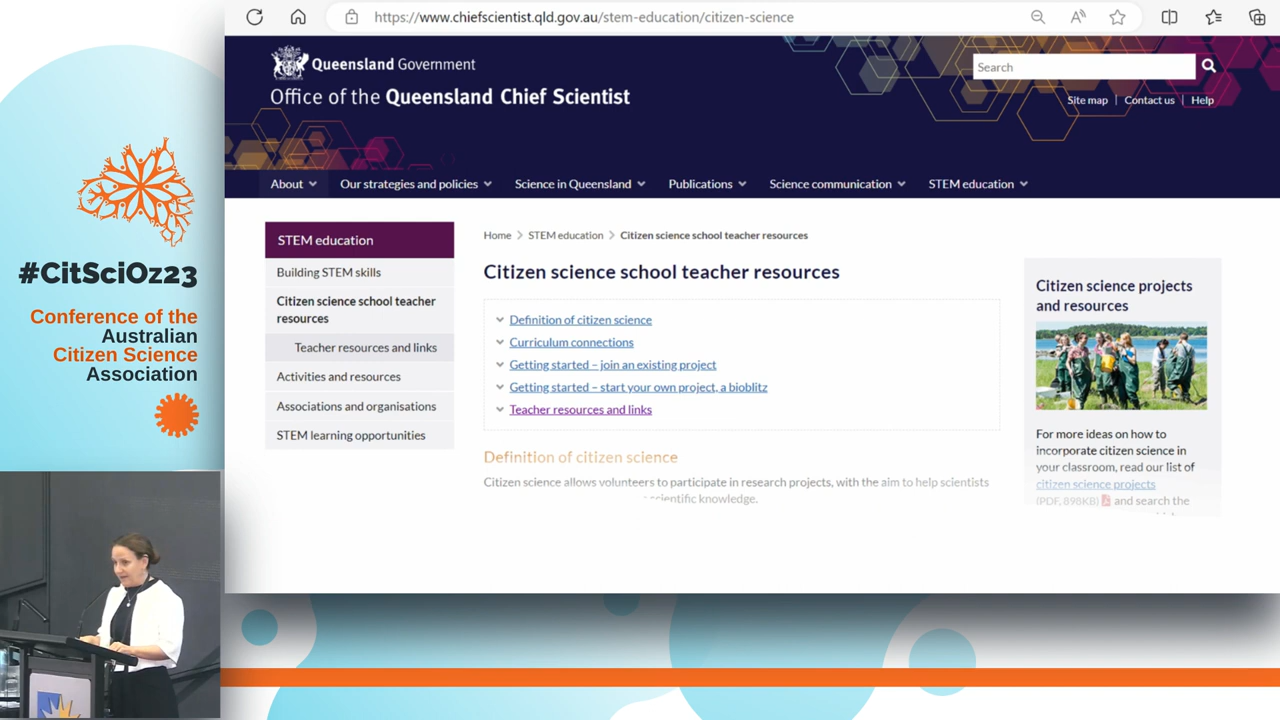 https://www.chiefscientist.qld.gov.au/stem-education/citizen-science
Queensland Government
Office of the Queensland Chief Scientist
Search
Site map | Contact us | Help
About
Our strategies and policies
Science in Queensland
Publications
Science communication
STEM education
#CitSciOz23
Conference of the
Australian
Citizen Science
Association
STEM education
Building STEM skills
Citizen science school teacher
resources
Teacher resources and links
Activities and resources
Associations and organisations
STEM learning opportunities
Home > STEM education > Citizen science school teacher resources
Citizen science school teacher resources
Definition of citizen science
Curriculum connections
Getting started – join an existing project
Getting started – start your own project, a bioblitz
Teacher resources and links
Definition of citizen science
Citizen science allows volunteers to participate in research projects, with the aim to help scientists
scientific knowledge.
Citizen science projects
and resources
For more ideas on how to
incorporate citizen science in
your classroom, read our list of
citizen science projects
(PDF, 898KB) and search the